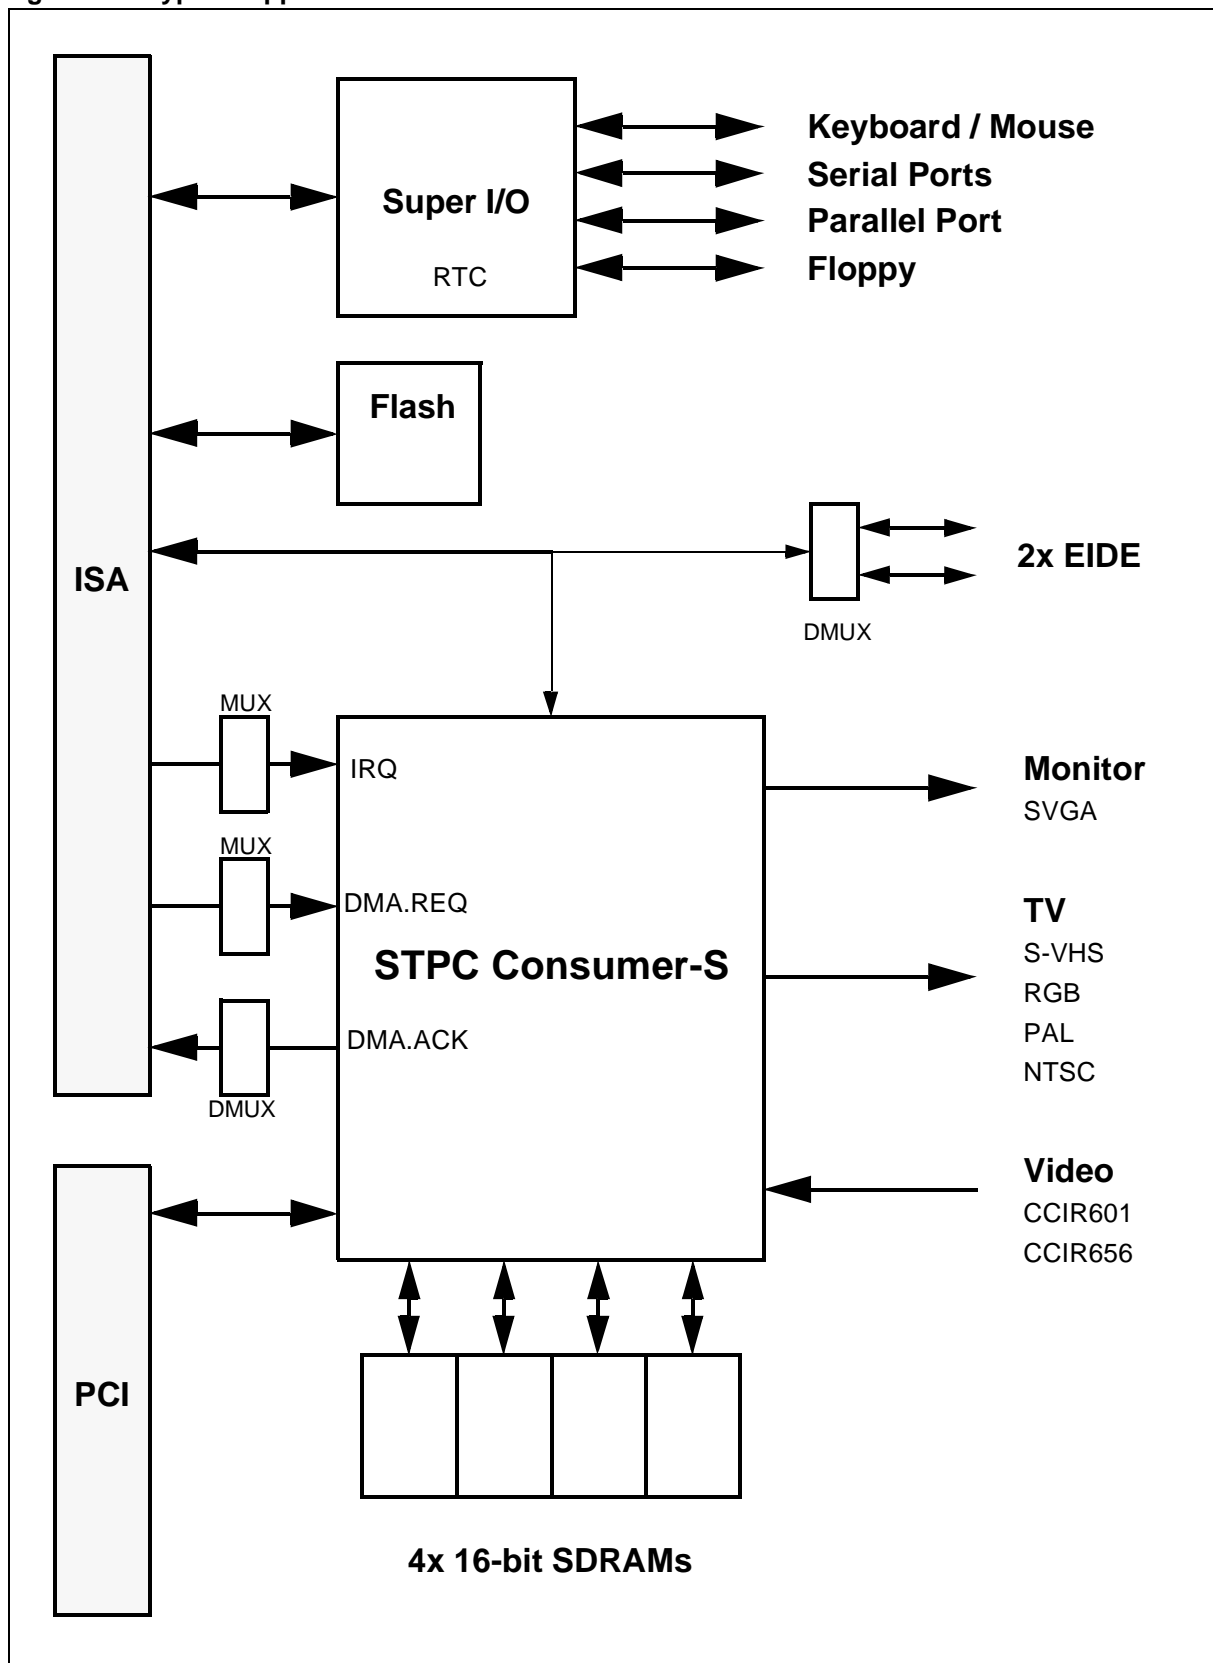 Keyboard / Mouse
Serial Ports
Super I/O
Parallel Port
RTC
Floppy
Flash
ISA
2x EIDE
DMUX
MUX
IRQ
Monitor
SVGA
MUX
DMA.REQ
TV
STPC Consumer-S
S-VHS
RGB
DMA.ACK
PAL
NTSC
DMUX
Video
CCIR601
CCIR656
PCI
4x 16-bit SDRAMs